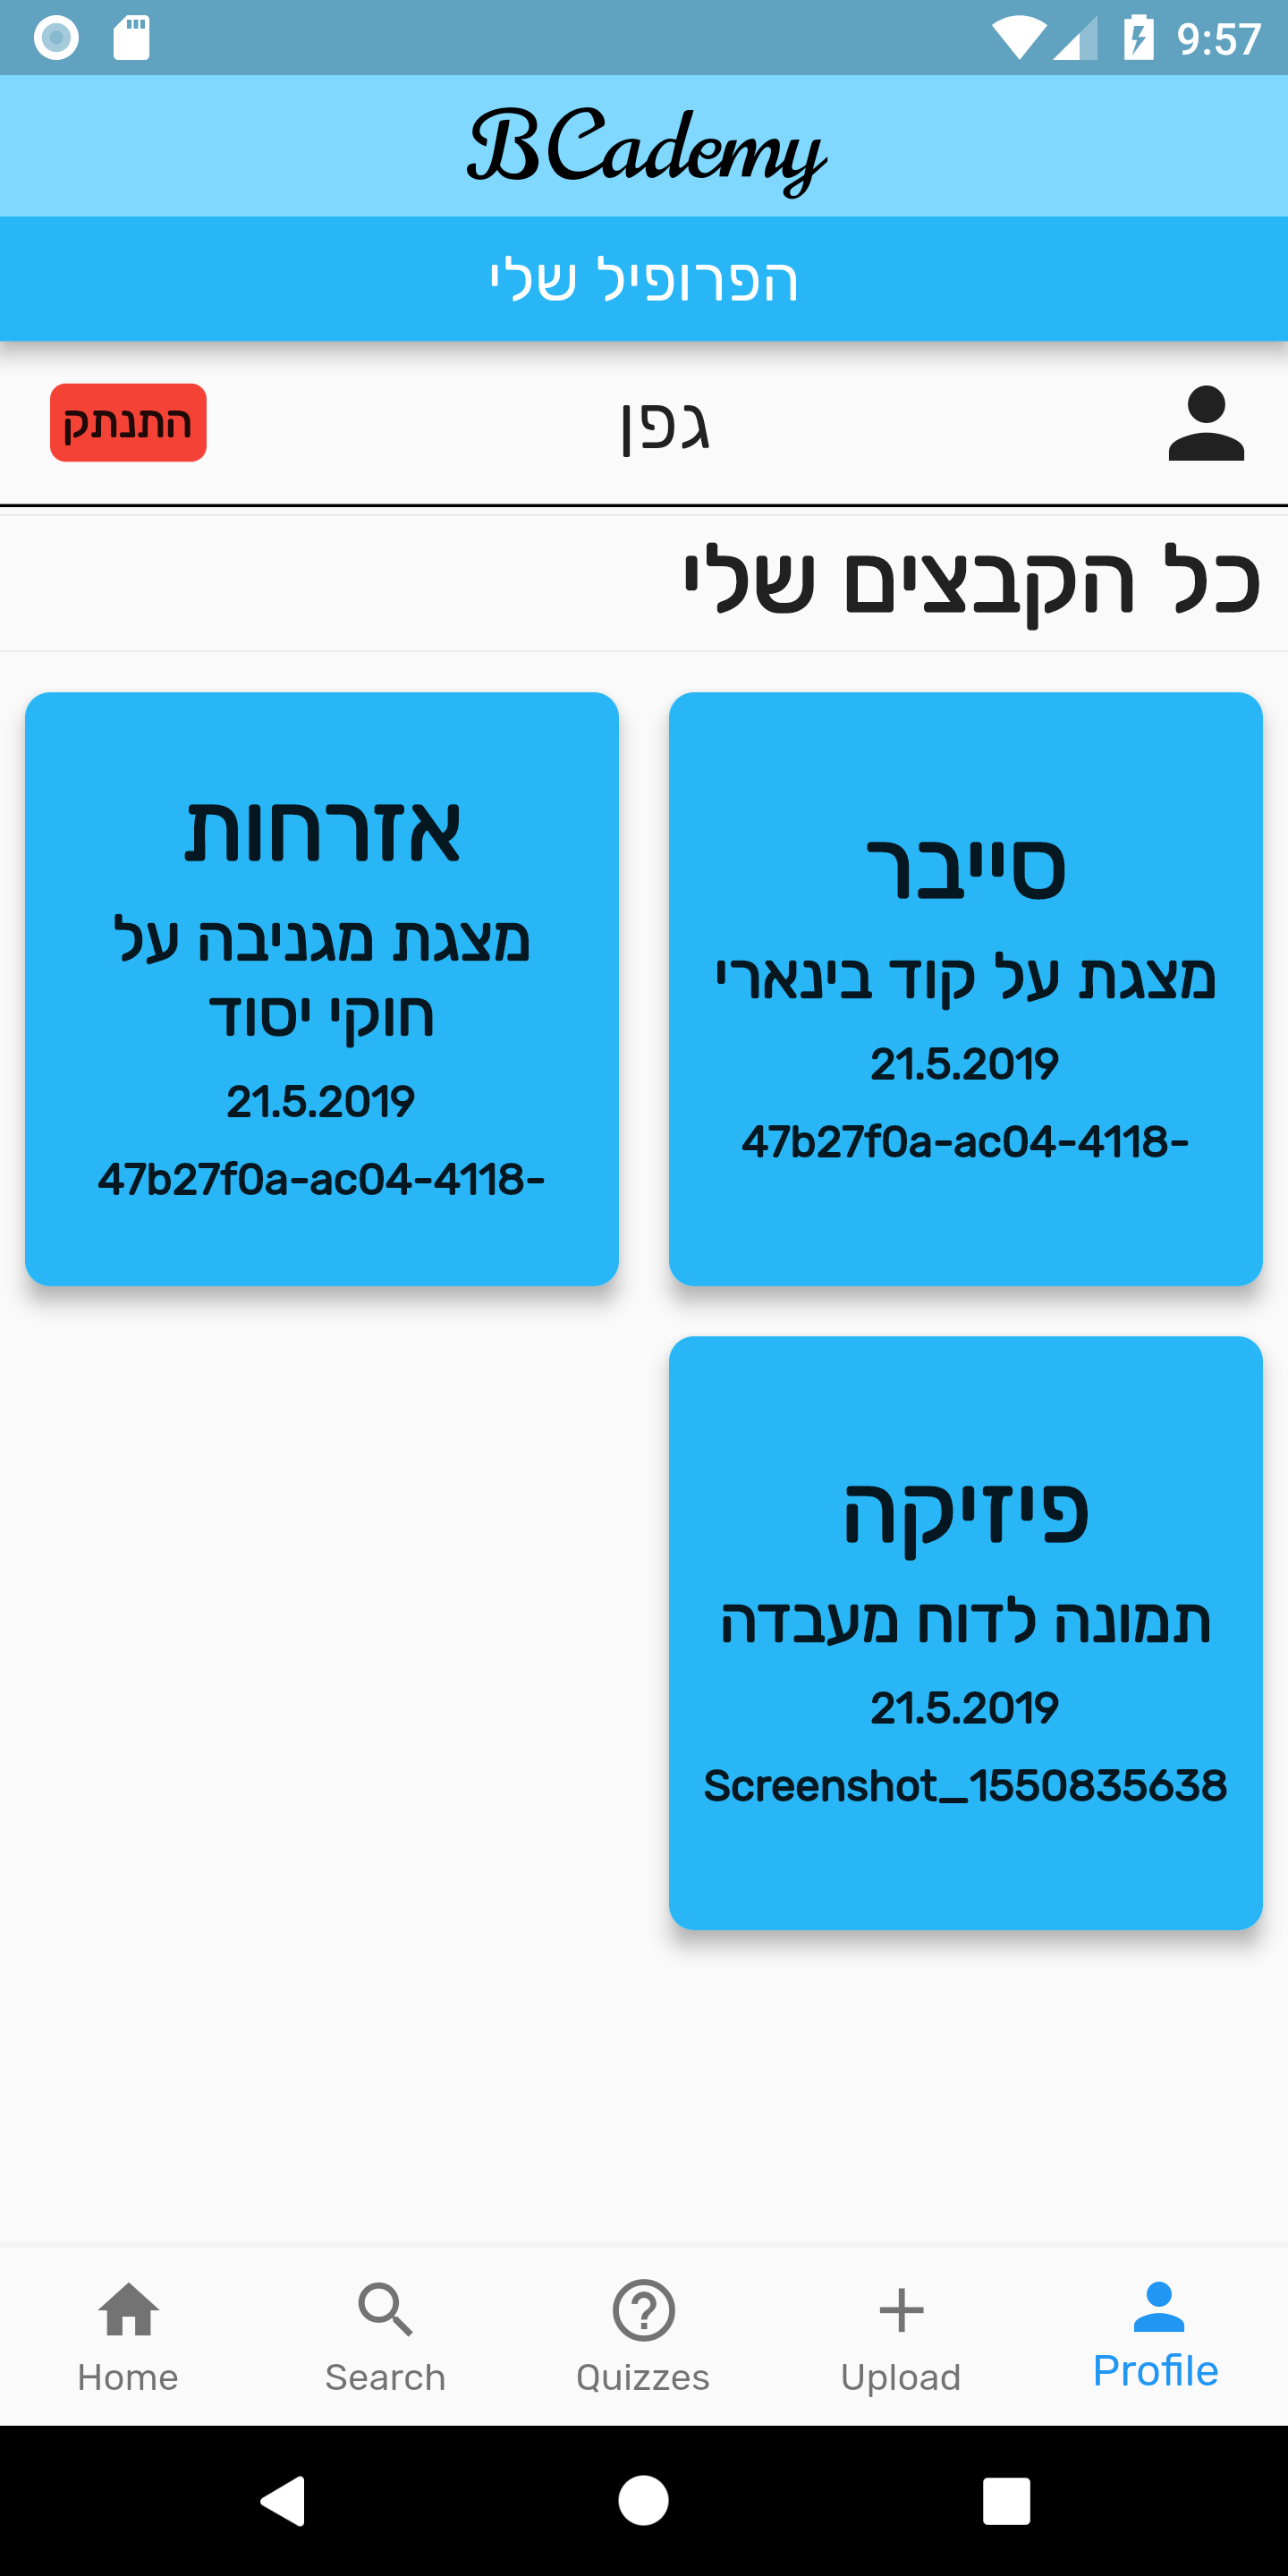 9:57
BCademy
הפרופיל שלי
גפן
התנתק
כל הקבצים שלי
סייבר
מצגת על קוד בינארי
21.5.2019
47b27f0a-ac04-4118-
אזרחות
מצגת מגניבה על
חוקי יסוד
21.5.2019
47b27f0a-ac04-4118-
פיזיקה
תמונה לדוח מעבדה
21.5.2019
Screenshot_1550835638
Home
Search
Quizzes
Upload
Profile